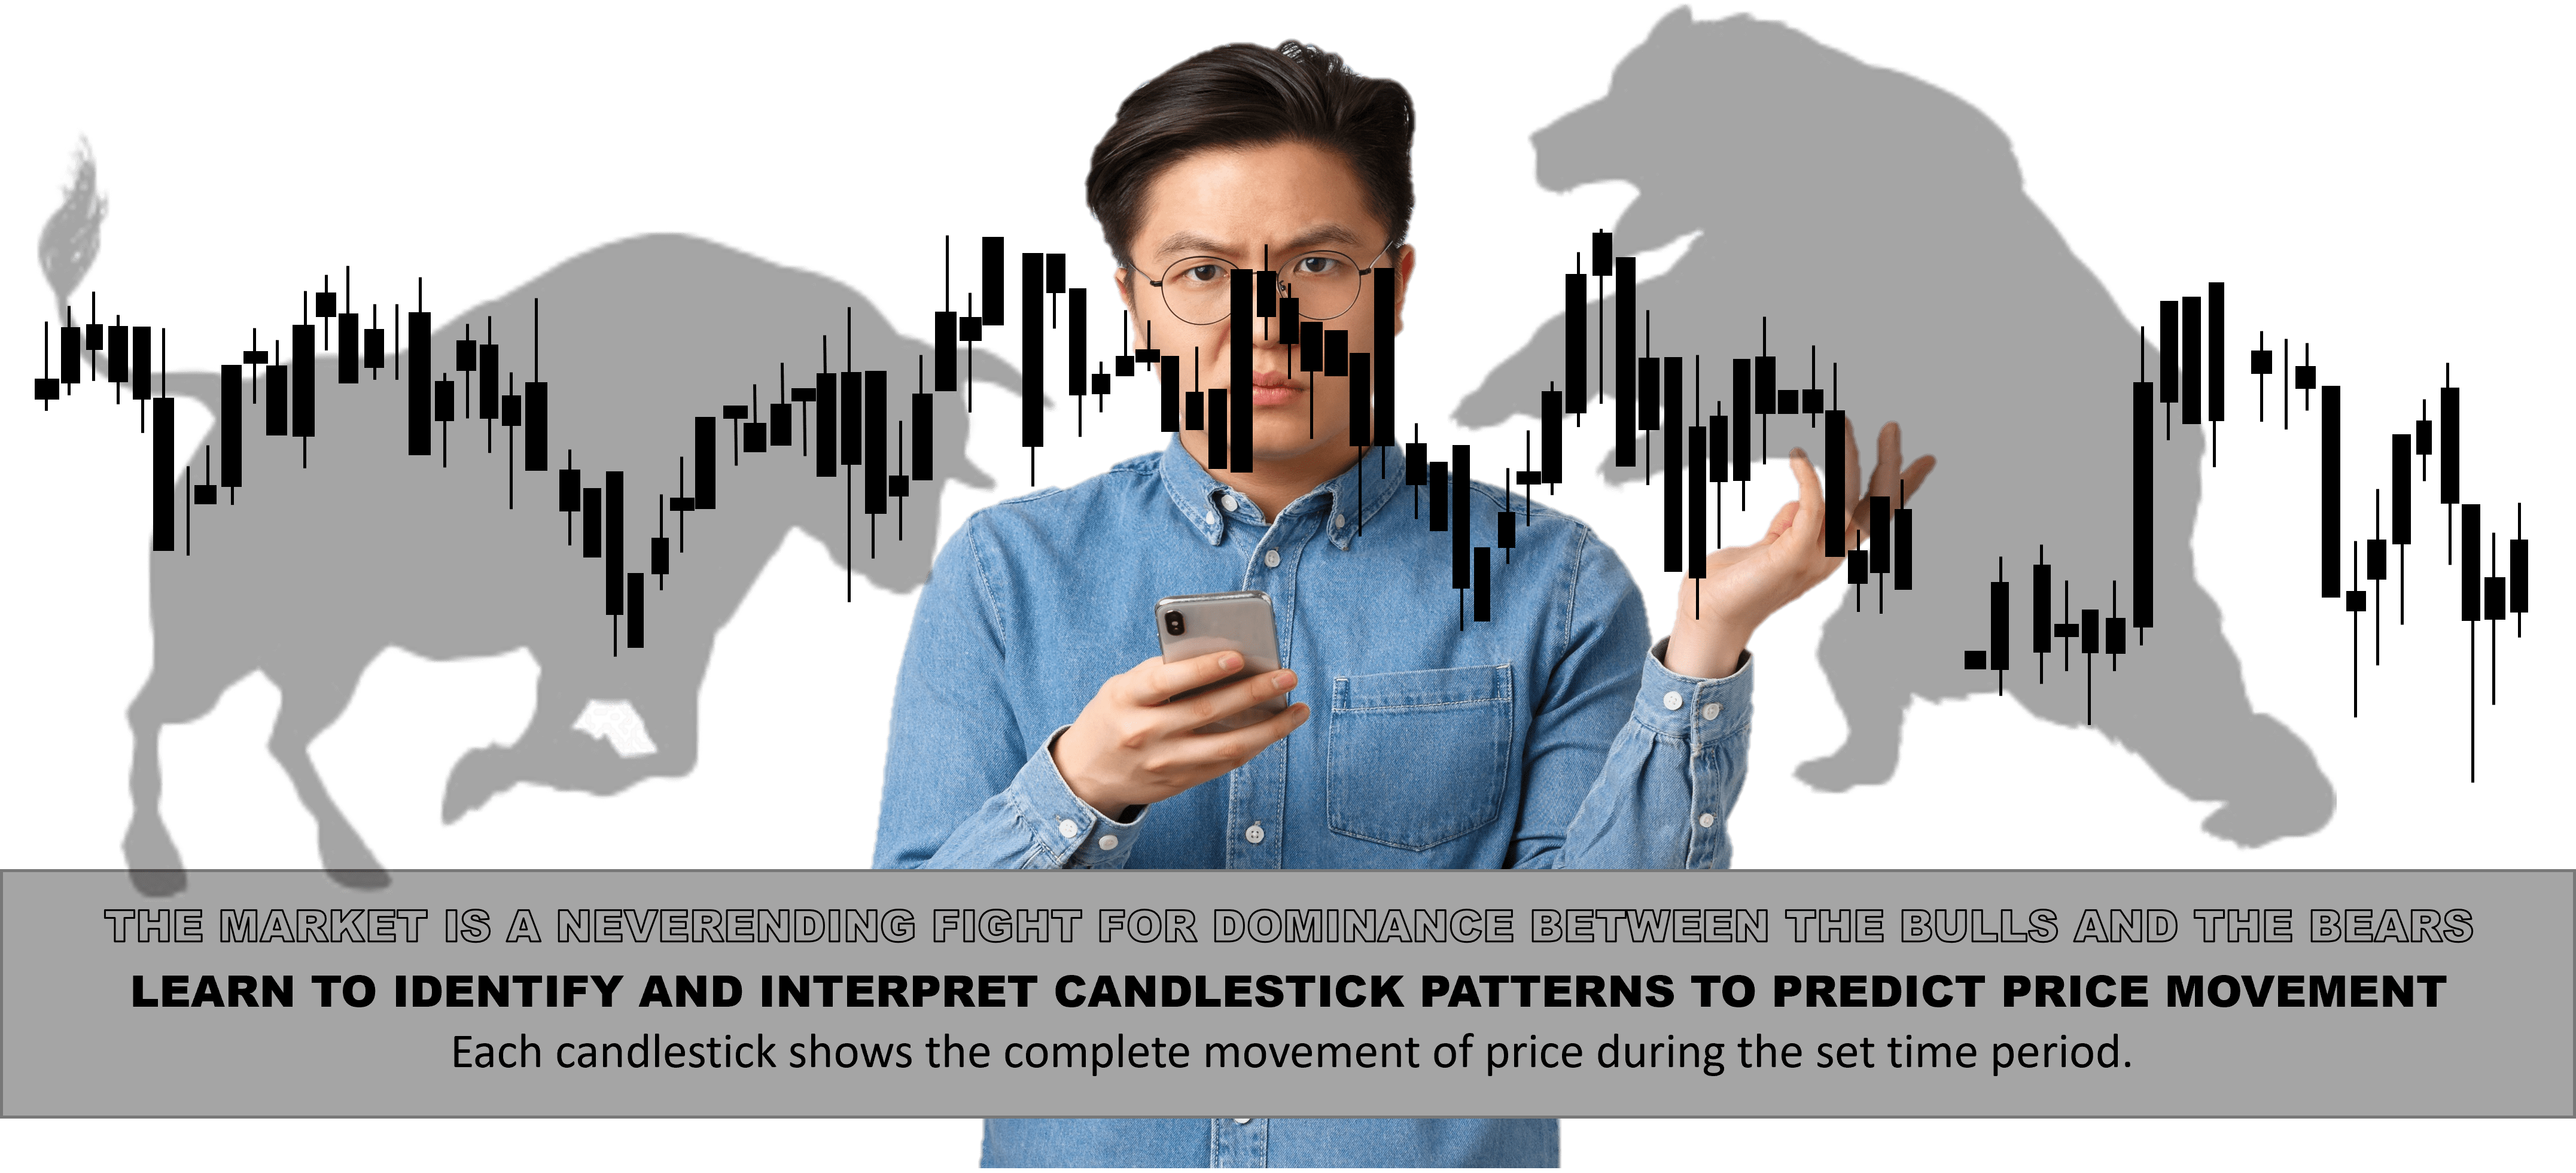 THE MARKET IS A NEVERENDING FIGHT FOR DOMINANCE BETWEEN THE BULLS AND THE BEARS
LEARN TO IDENTIFY AND INTERPRET CANDLESTICK PATTERNS TO PREDICT PRICE MOVEMENT
Each candlestick shows the complete movement of price during the set time period.